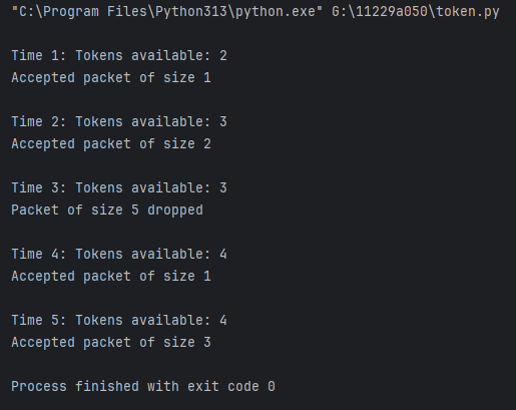 "C:\Program Files\Python313\python.exe" G:\11229a050\token.py
Time 1: Tokens available: 2
Accepted packet of size 1
Time 2: Tokens available: 3
Accepted packet of size 2
Time 3: Tokens available: 3
Packet of size 5 dropped
Time 4: Tokens available: 4
Accepted packet of size 1
Time 5: Tokens available: 4
Accepted packet of size 3
Process finished with exit code 0